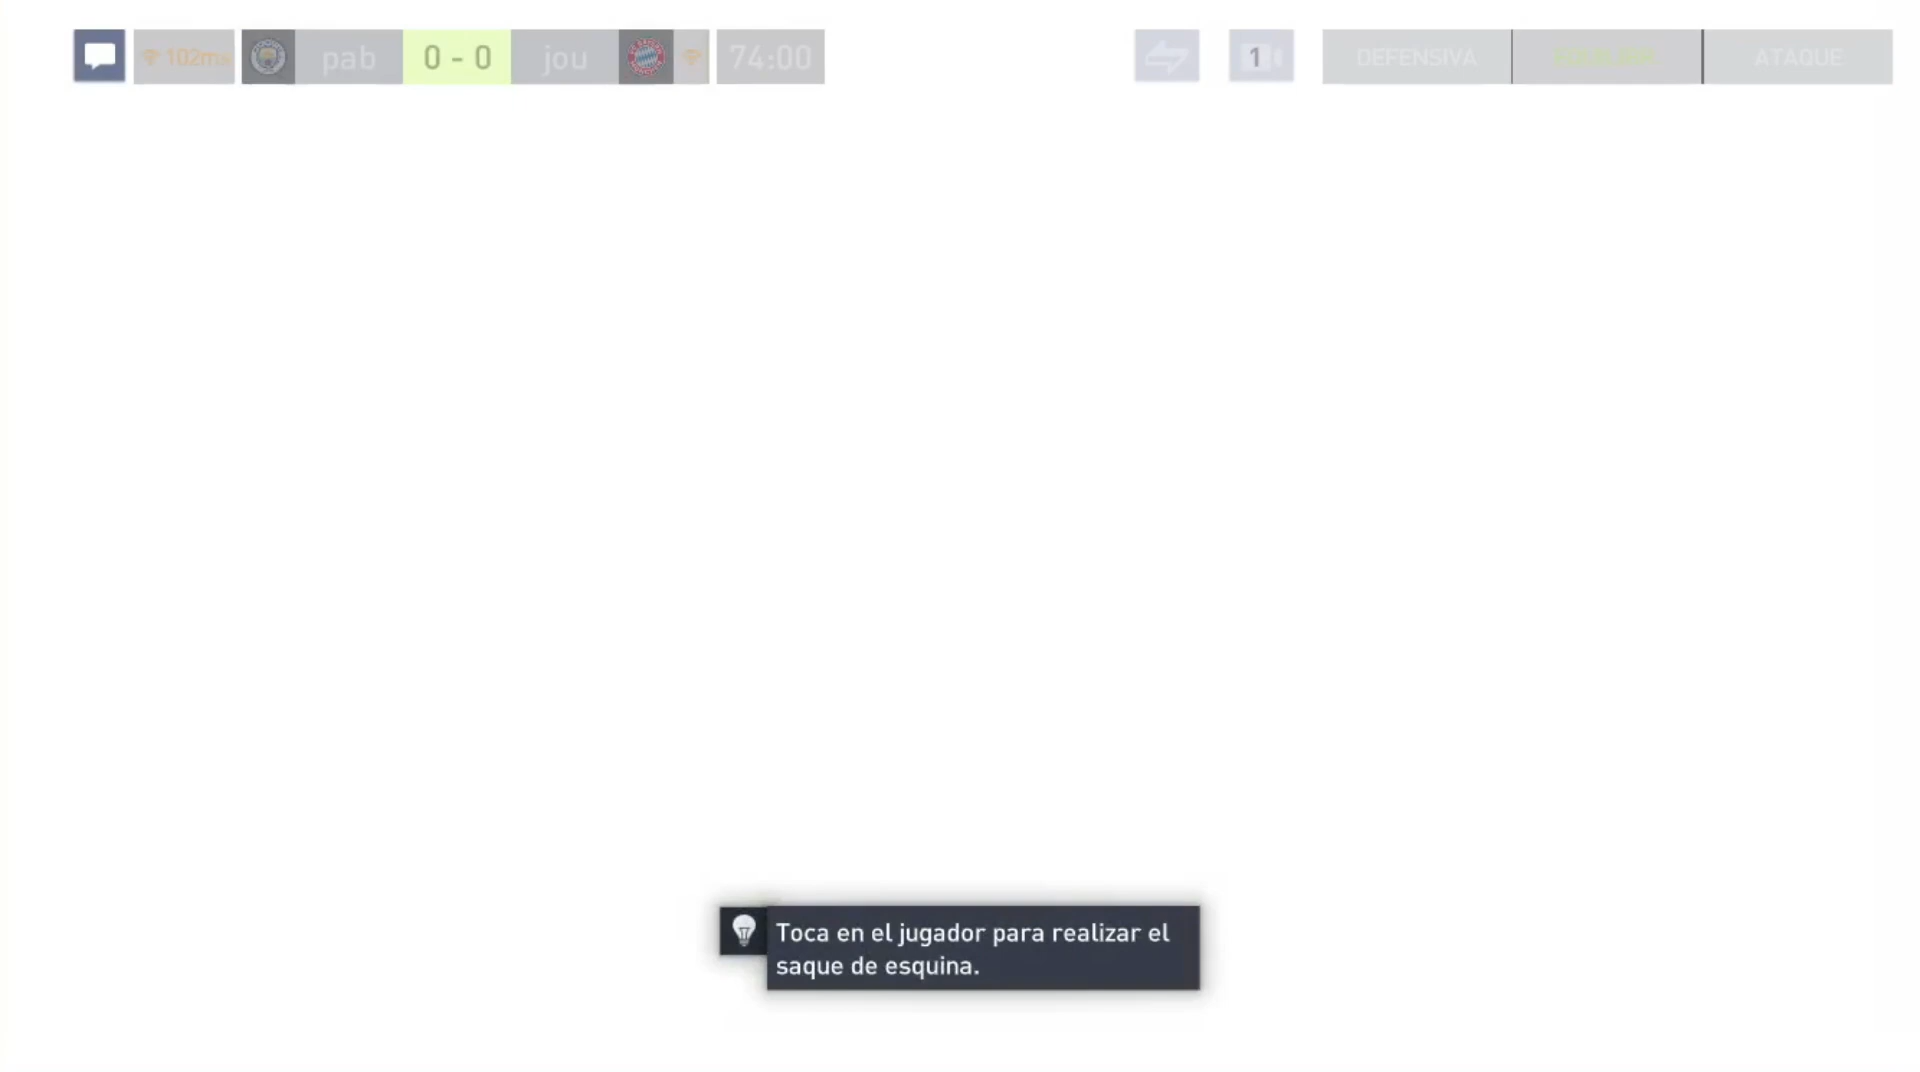 102ms
pab
0 - 0
jou
74:00
1
DEFENSIVA
ATAQUE
Toca en el jugador para realizar el
saque de esquina.